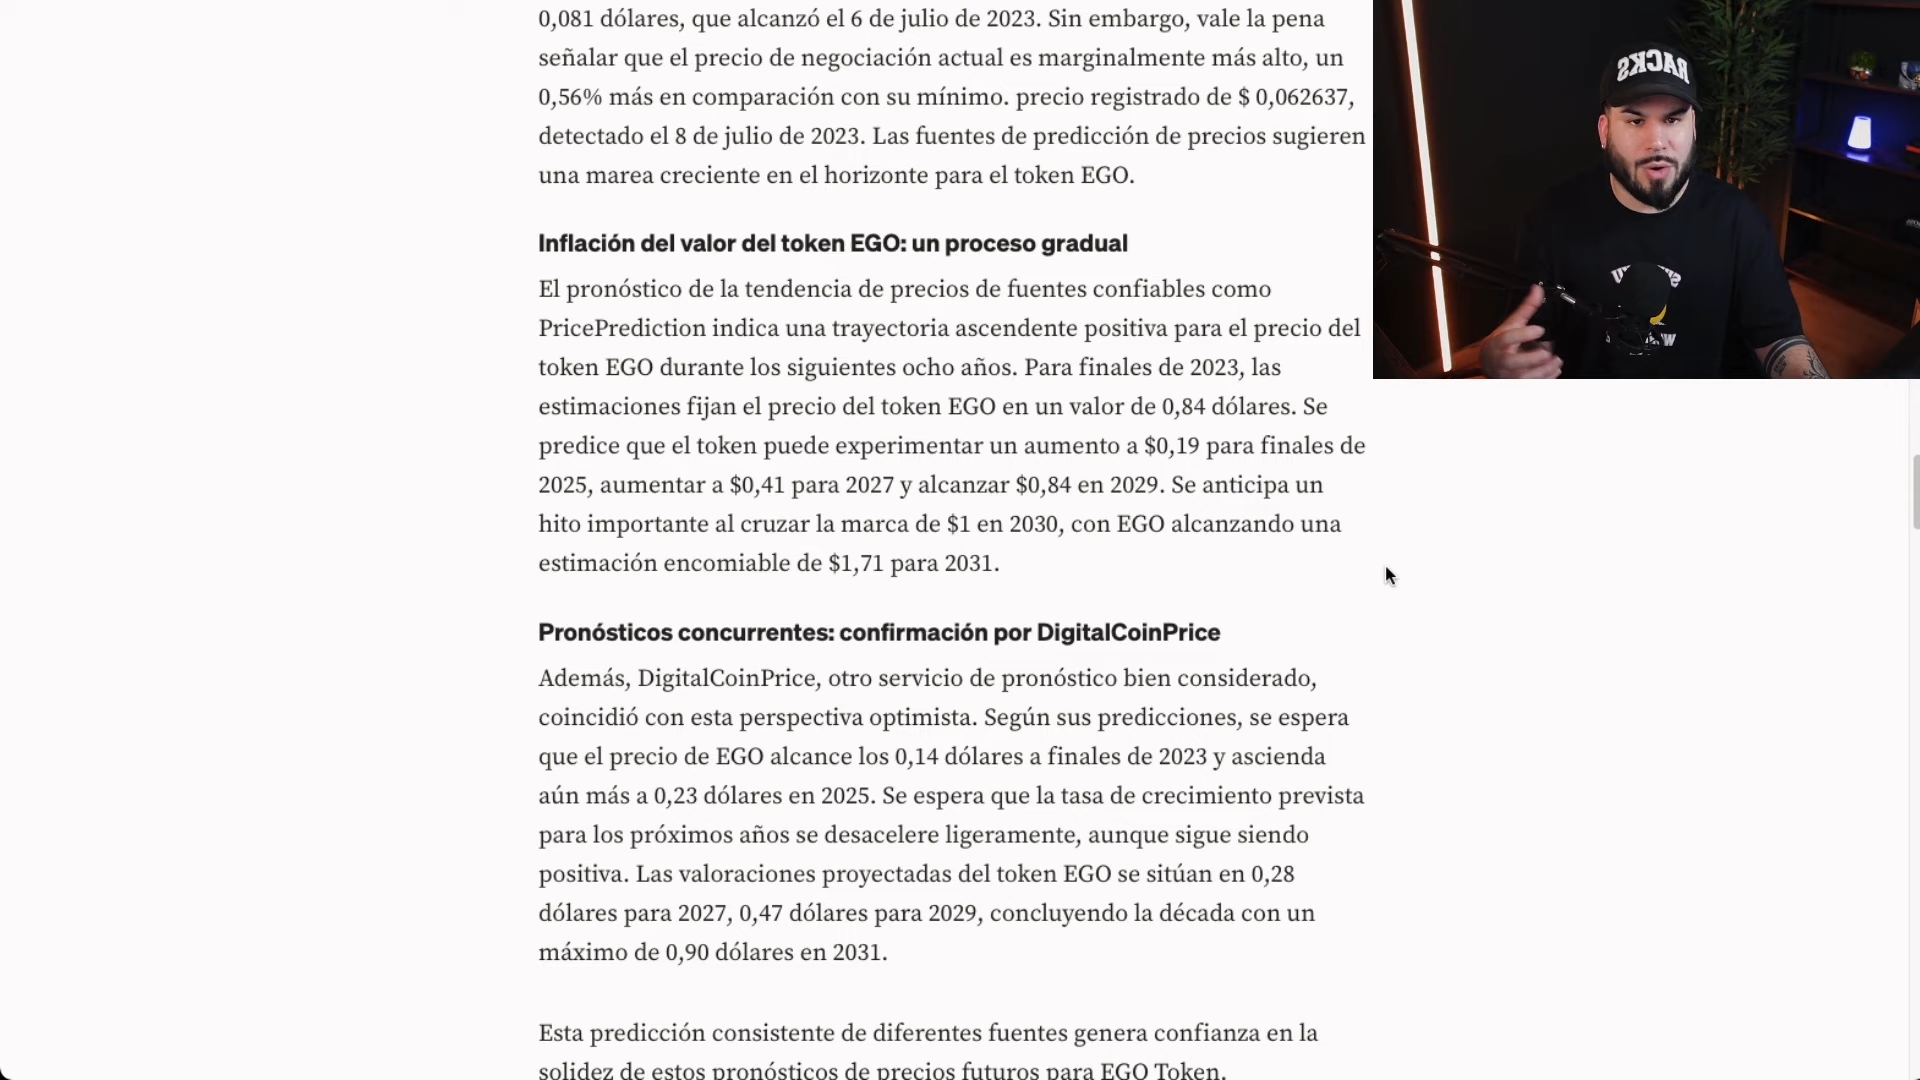 0,081 dólares, que alcanzó el 6 de julio de 2023. Sin embargo, vale la pena
señalar que el precio de negociación actual es marginalmente más alto, un
0,56% más en comparación con su mínimo. precio registrado de $ 0,062637,
detectado el 8 de julio de 2023. Las fuentes de predicción de precios sugieren
una marea creciente en el horizonte para el token EGO.
Inflación del valor del token EGO: un proceso gradual
El pronóstico de la tendencia de precios de fuentes confiables como
PricePrediction indica una trayectoria ascendente positiva para el precio del
token EGO durante los siguientes ocho años. Para finales de 2023, las
estimaciones fijan el precio del token EGO en un valor de 0,84 dólares. Se
predice que el token puede experimentar un aumento a $0,19 para finales de
2025, aumentar a $0,41 para 2027 y alcanzar $0,84 en 2029. Se anticipa un
hito importante al cruzar la marca de $1 en 2030, con EGO alcanzando una
estimación encomiable de $1,71 para 2031.
Pronósticos concurrentes: confirmación por DigitalCoinPrice
Además, DigitalCoinPrice, otro servicio de pronóstico bien considerado,
coincidió con esta perspectiva optimista. Según sus predicciones, se espera
que el precio de EGO alcance los 0,14 dólares a finales de 2023 y ascienda
aún más a 0,23 dólares en 2025. Se espera que la tasa de crecimiento prevista
para los próximos años se desacelere ligeramente, aunque sigue siendo
positiva. Las valoraciones proyectadas del token EGO se sitúan en 0,28
dólares para 2027, 0,47 dólares para 2029, concluyendo la década con un
máximo de 0,90 dólares en 2031.
Esta predicción consistente de diferentes fuentes genera confianza en la
solidez de estos pronósticos de precios futuros para EGO Token.
RACKS